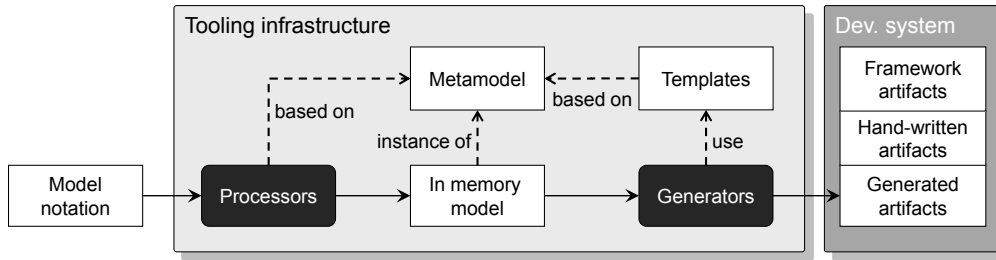 Tooling infrastructure
Dev. system
Metamodel
Templates
Framework
artifacts
based on
based on
instance of
use
Hand-written
artifacts
Model
notation
Processors
In memory
model
Generators
Generated
artifacts